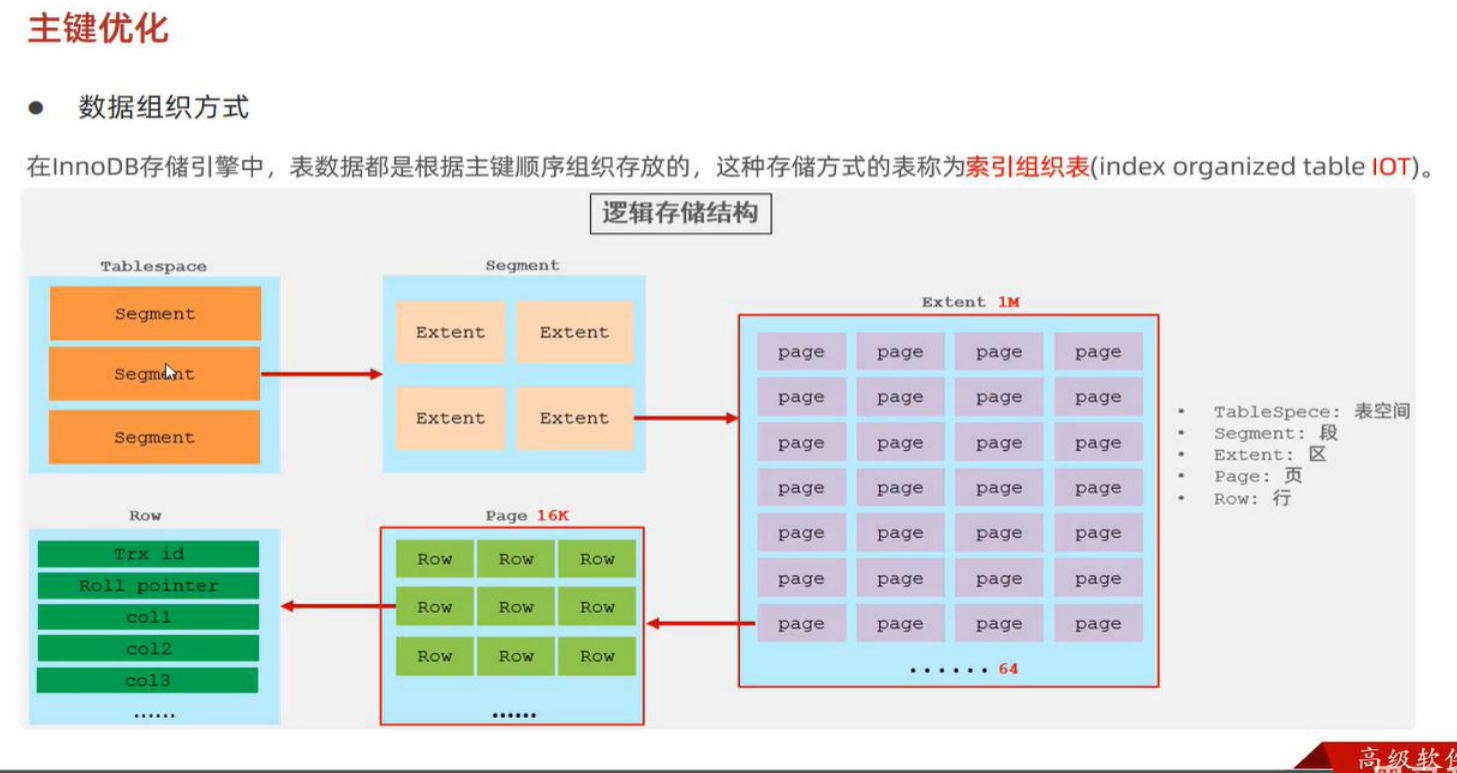 主键优化
● 数据组织方式
在InnoDB存储引擎中，表数据都是根据主键顺序组织存放的，这种存储方式的表称为索引组织表(index organized table IOT)。
逻辑存储结构
Tablespace
Segment
Segment
Segment
Segment
Extent Extent
Extent Extent
Extent 1M
page page page page
page page page page
page page page page
page page page page
page page page page
page page page page
page page page page
......64
• TableSpece: 表空间
• Segment: 段
• Extent: 区
• Page: 页
• Row: 行
Row
Trx id
Roll pointer
col1
col2
col3
......
Page 16K
Row Row Row
Row Row Row
Row Row Row
......
高级软件